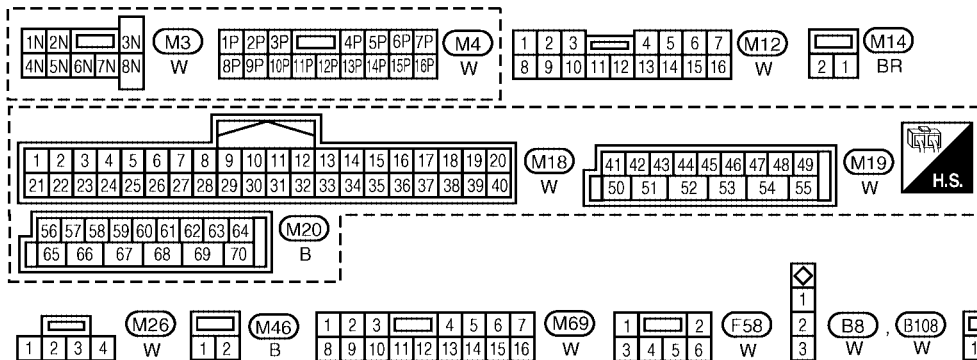 1N 2N 3N M3
4N 5N 6N 7N 8N W
1P 2P 3P 4P 5P 6P 7P M4
8P 9P 10P 11P 12P 13P 14P 15P 16P W
1 2 3 4 5 6 7 M12
8 9 10 11 12 13 14 15 16 W
M14
2 1 BR
1 2 3 4 5 6 7 8 9 10 11 12 13 14 15 16 17 18 19 20 M18
21 22 23 24 25 26 27 28 29 30 31 32 33 34 35 36 37 38 39 40 W
41 42 43 44 45 46 47 48 49 M19
50 51 52 53 54 55 W
H.S.
56 57 58 59 60 61 62 63 64 M20
65 66 67 68 69 70 B
M26
1 2 3 4 W
M46
1 2 B
1 2 3 4 5 6 7 M69
8 9 10 11 12 13 14 15 16 W
1 2 F58
3 4 5 6 W
1
2 B8 , B108
3 W W
1